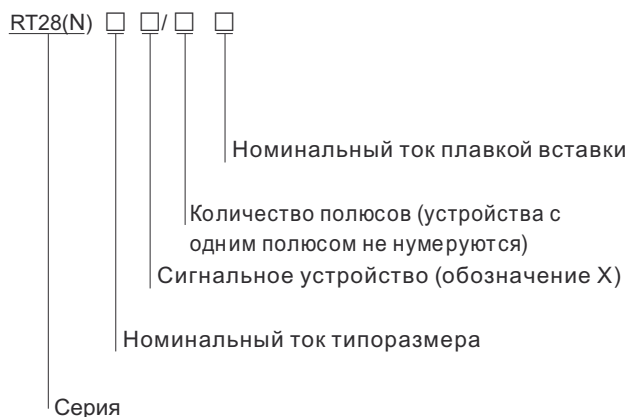 RT28(N) □ □/□ □
Номинальный ток плавкой вставки
Количество полюсов (устройства с
одним полюсом не нумеруются)
Сигнальное устройство (обозначение X)
Номинальный ток типоразмера
Серия